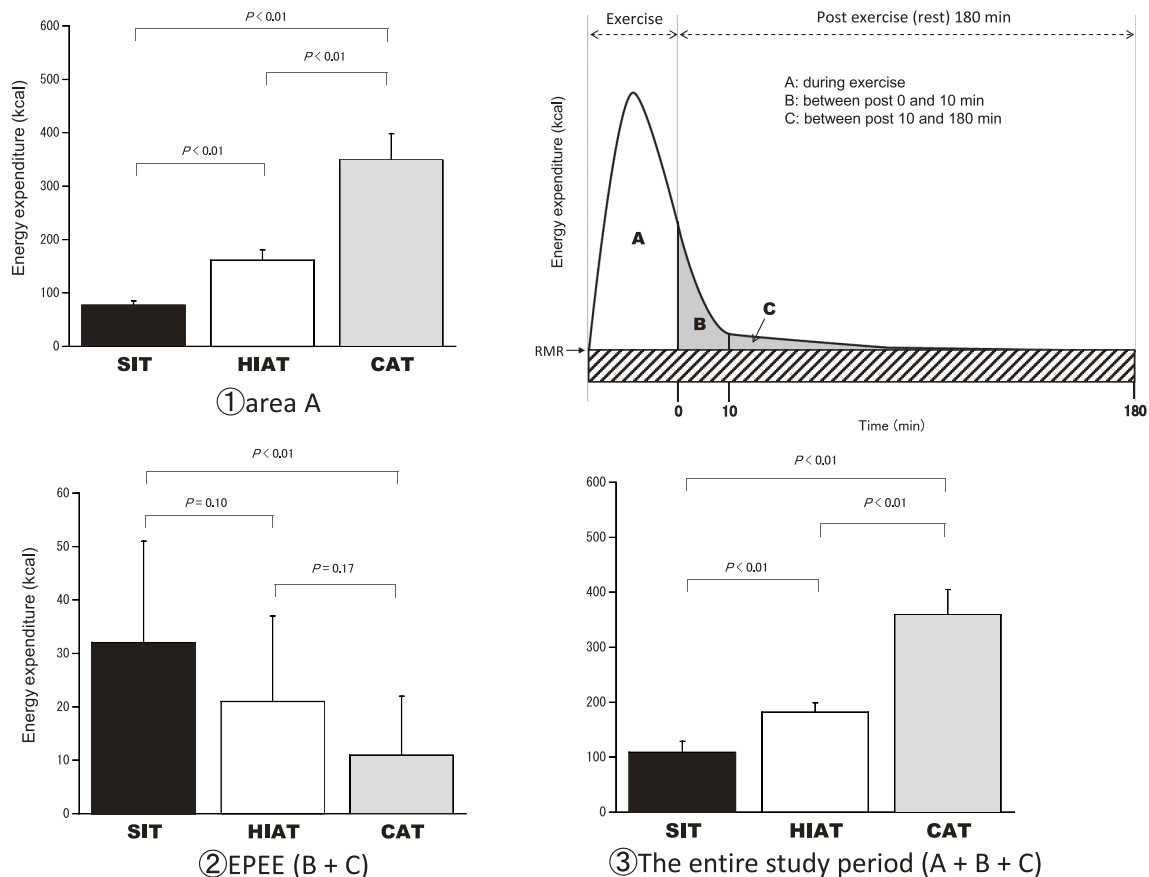 P < 0.01
P < 0.01
P < 0.01
Energy expenditure (kcal)
600
500
400
300
200
100
0
SIT HIAT CAT
①area A
Exercise Post exercise (rest) 180 min
A: during exercise
B: between post 0 and 10 min
C: between post 10 and 180 min
Energy expenditure (kcal)
A
B
C
RMR
0 10 180
Time (min)
P < 0.01
P = 0.10
P = 0.17
Energy expenditure (kcal)
60
50
40
30
20
10
0
SIT HIAT CAT
②EPEE (B + C)
P < 0.01
P < 0.01
P < 0.01
600
500
400
300
200
100
0
SIT HIAT CAT
③The entire study period (A + B + C)